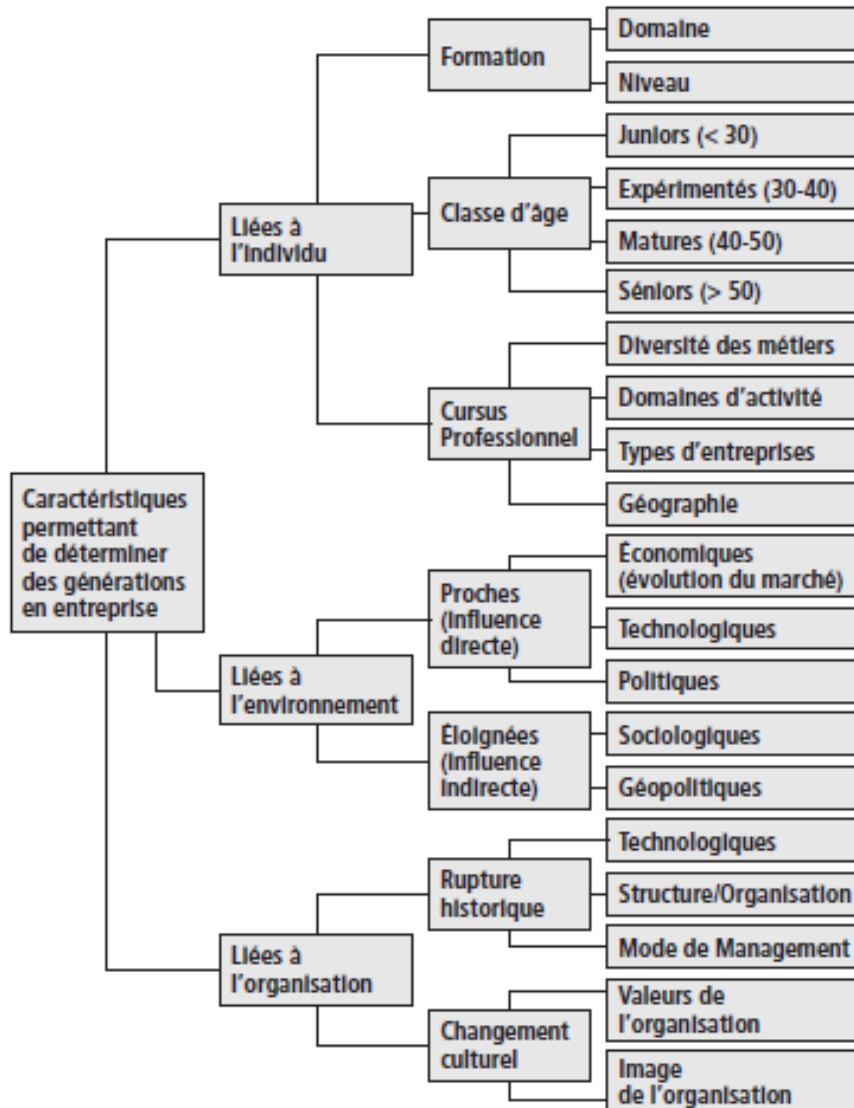 Caractéristiques
permettant
de déterminer
des générations
en entreprise
Liées à
l'individu
Formation
Domaine
Niveau
Classe d'âge
Juniors (< 30)
Expérimentés (30-40)
Matures (40-50)
Séniors (> 50)
Cursus
Professionnel
Diversité des métiers
Domaines d'activité
Types d'entreprises
Géographie
Liées à
l'environnement
Proches
(influence
directe)
Économiques
(évolution du marché)
Technologiques
Politiques
Éloignées
(influence
indirecte)
Sociologiques
Géopolitiques
Liées à
l'organisation
Rupture
historique
Technologiques
Structure/Organisation
Mode de Management
Changement
culturel
Valeurs de
l'organisation
Image
de l'organisation